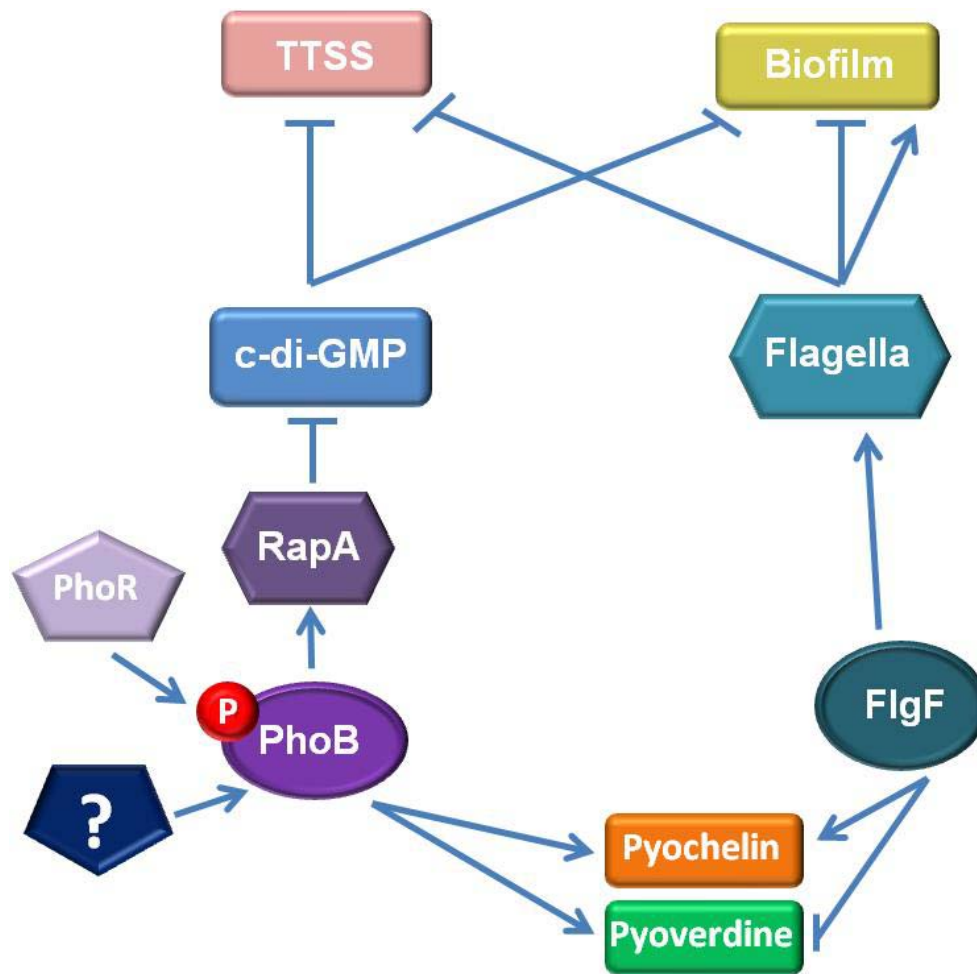 TTSS
Biofilm
c-di-GMP
Flagella
RapA
PhoR
P
PhoB
FlgF
?
Pyochelin
Pyoverdine